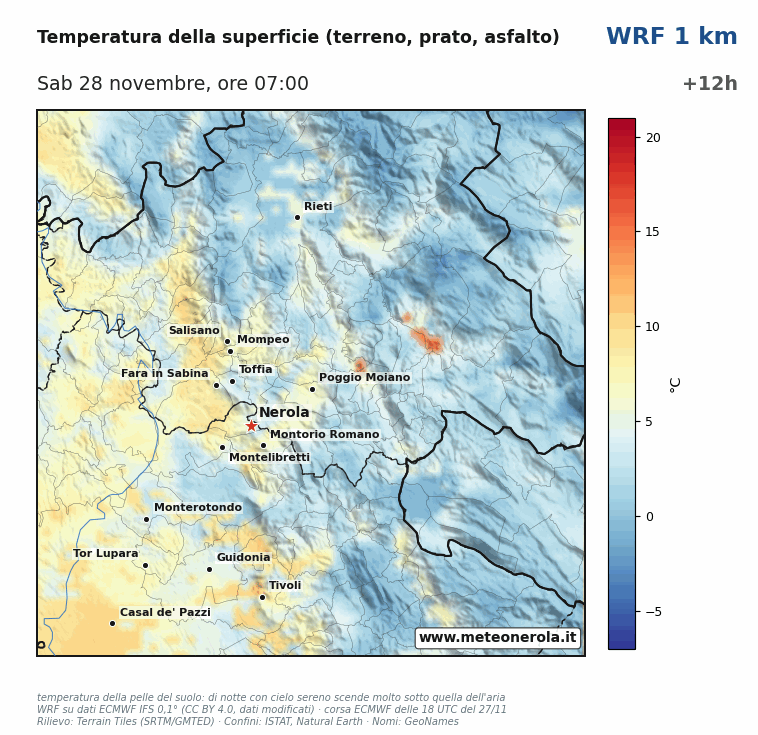 Temperatura della superficie (terreno, prato, asfalto)
WRF 1 km
Sab 28 novembre, ore 07:00
+12h
Rieti
Salisano
Mompeo
Fara in Sabina
Toffia
Poggio Moiano
Nerola
Montorio Romano
Montelibretti
Monterotondo
Tor Lupara
Guidonia
Tivoli
Casal de' Pazzi
www.meteonerola.it
20
15
10
5
0
−5
°C
temperatura della pelle del suolo: di notte con cielo sereno scende molto sotto quella dell'aria
WRF su dati ECMWF IFS 0,1° (CC BY 4.0, dati modificati) · corsa ECMWF delle 18 UTC del 27/11
Rilievo: Terrain Tiles (SRTM/GMTED) · Confini: ISTAT, Natural Earth · Nomi: GeoNames